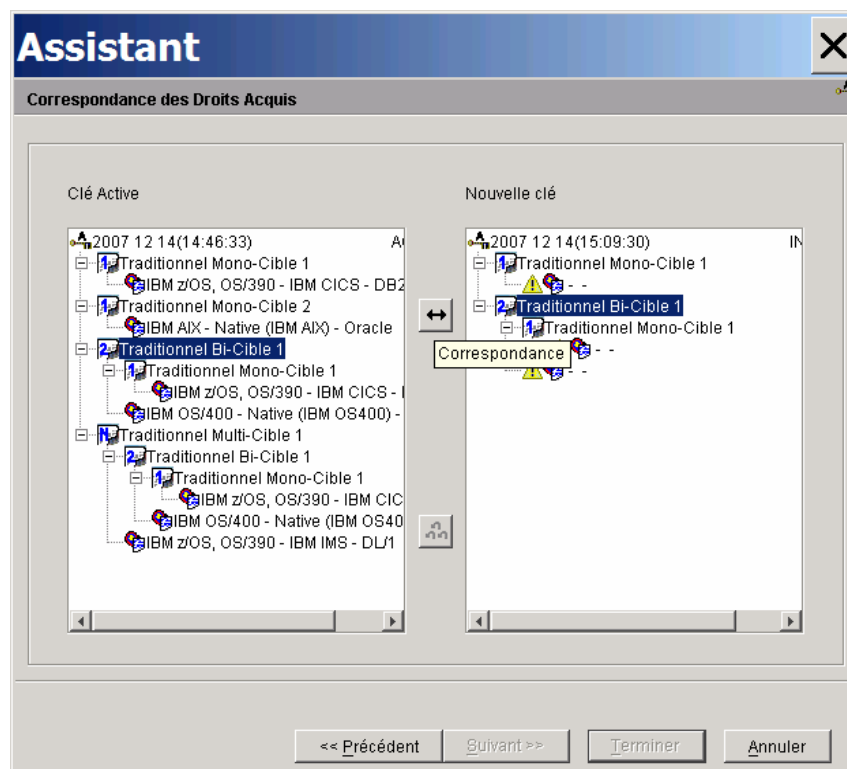 Assistant
Correspondance des Droits Acquis
Clé Active
Nouvelle clé
2007 12 14(14:46:33) A
Traditionnel Mono-Cible 1
IBM z/OS, OS/390 - IBM CICS - DB2
Traditionnel Mono-Cible 2
IBM AIX - Native (IBM AIX) - Oracle
Traditionnel Bi-Cible 1
Traditionnel Mono-Cible 1
IBM z/OS, OS/390 - IBM CICS -
IBM OS/400 - Native (IBM OS400) -
Traditionnel Multi-Cible 1
Traditionnel Bi-Cible 1
Traditionnel Mono-Cible 1
IBM z/OS, OS/390 - IBM CIC
IBM OS/400 - Native (IBM OS40
IBM z/OS, OS/390 - IBM IMS - DL/1
2007 12 14(15:09:30) IN
Traditionnel Mono-Cible 1
- -
Traditionnel Bi-Cible 1
Traditionnel Mono-Cible 1
- -
- -
Correspondance
<< Précédent
Suivant >>
Terminer
Annuler